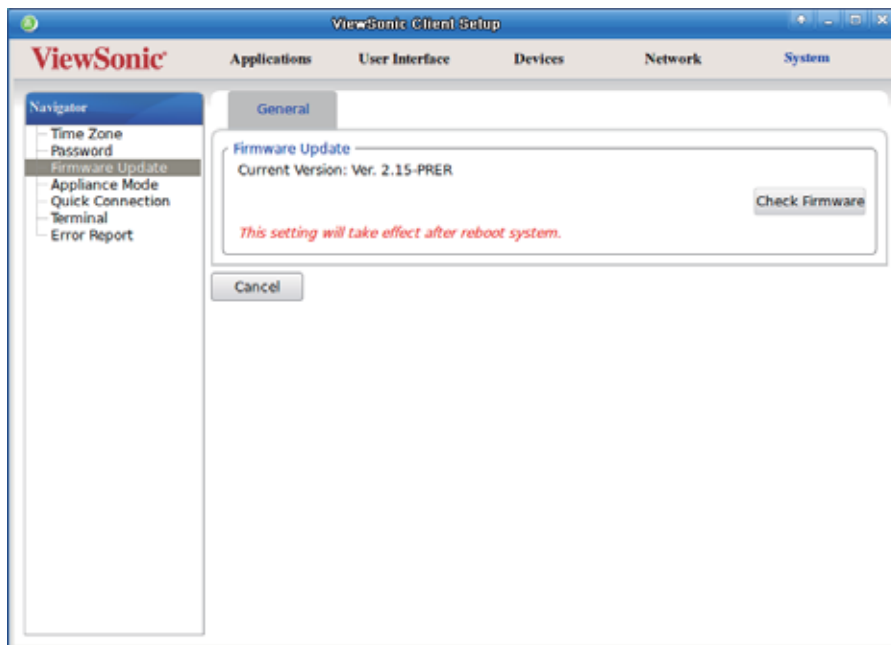 ViewSonic Client Setup
ViewSonic®
Applications User Interface Devices Network System
Navigator
Time Zone
Password
Firmware Update
Appliance Mode
Quick Connection
Terminal
Error Report
General
Firmware Update
Current Version: Ver. 2.15-PRER
Check Firmware
This setting will take effect after reboot system.
Cancel